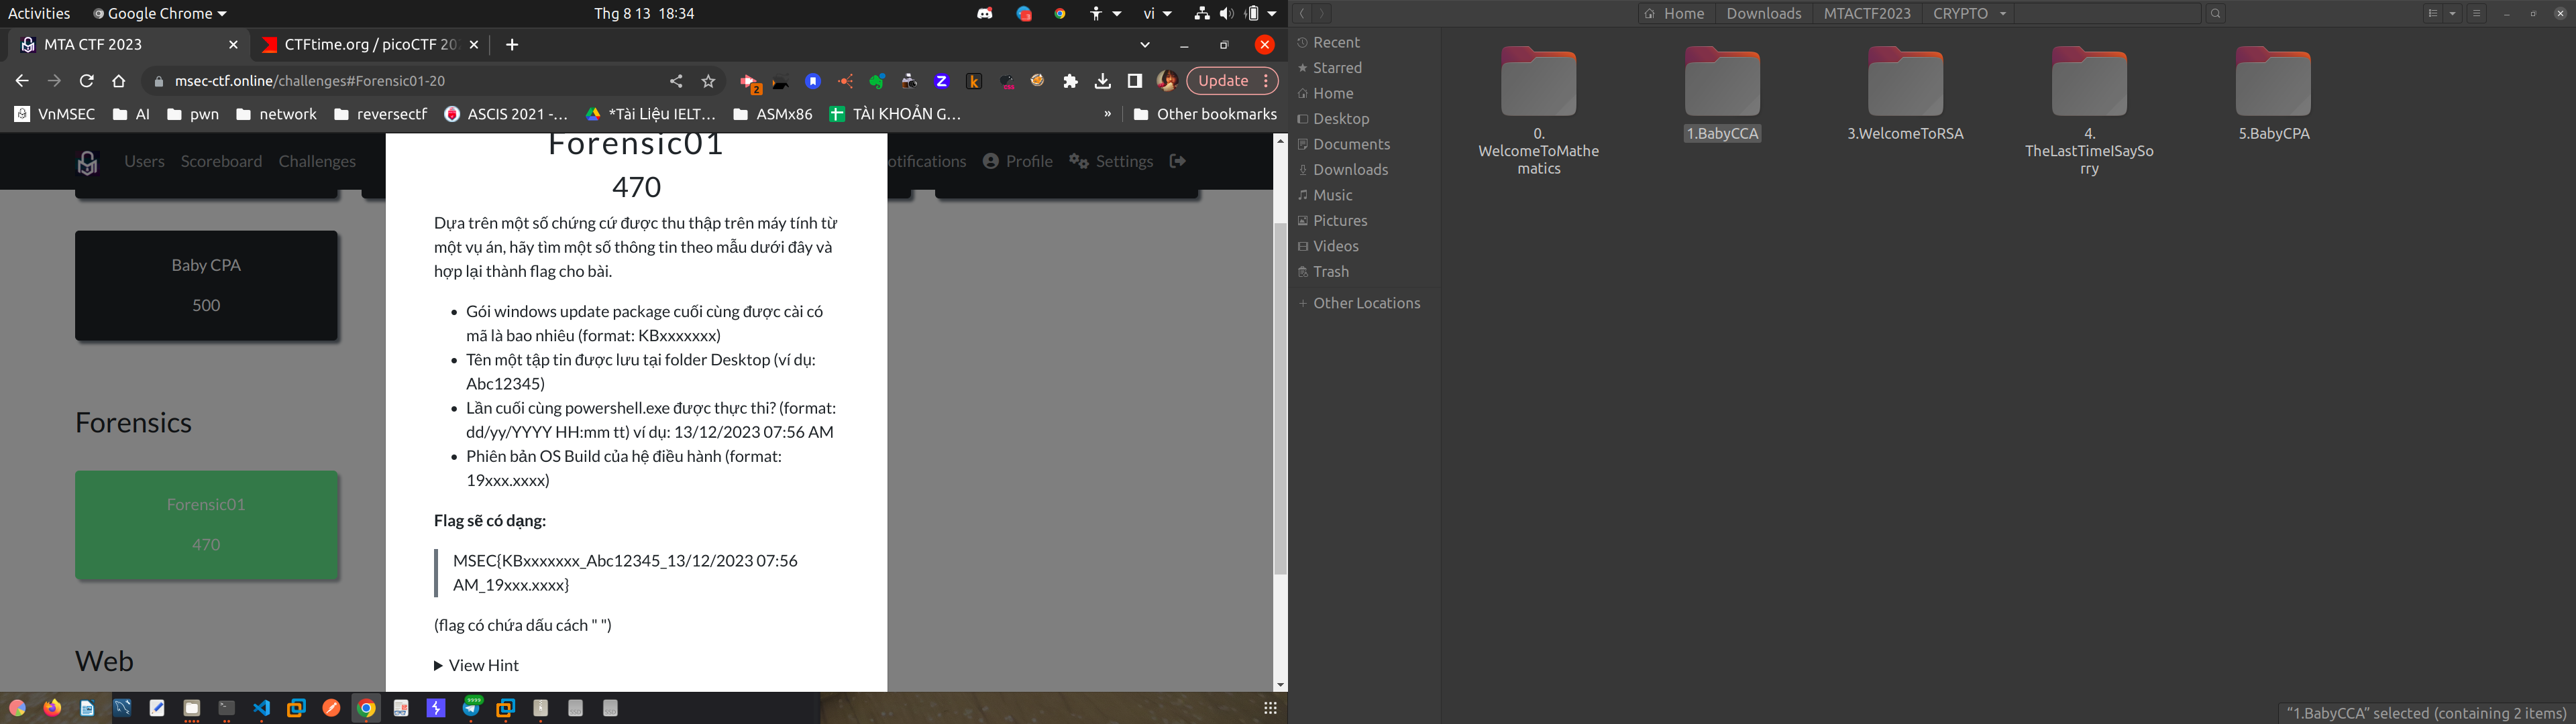 Activities
Google Chrome
Thg 8 13 18:34
vi
MTA CTF 2023
CTFtime.org / picoCTF 20
msec-ctf.online/challenges#Forensic01-20
2
Update
VnMSEC
AI
pwn
network
reversectf
ASCIS 2021 -...
*Tài Liệu IELT...
ASMx86
TÀI KHOẢN G...
»
Other bookmarks
Users
Scoreboard
Challenges
otifications
Profile
Settings
Baby CPA
500
Forensics
Forensic01
470
Web
Forensic01
470
Dựa trên một số chứng cứ được thu thập trên máy tính từ
một vụ án, hãy tìm một số thông tin theo mẫu dưới đây và
hợp lại thành flag cho bài.
• Gói windows update package cuối cùng được cài có
mã là bao nhiêu (format: KBxxxxxxx)
• Tên một tập tin được lưu tại folder Desktop (ví dụ:
Abc12345)
• Lần cuối cùng powershell.exe được thực thi? (format:
dd/yy/YYYY HH:mm tt) ví dụ: 13/12/2023 07:56 AM
• Phiên bản OS Build của hệ điều hành (format:
19xxx.xxxx)
Flag sẽ có dạng:
MSEC{KBxxxxxxx_Abc12345_13/12/2023 07:56
AM_19xxx.xxxx}
(flag có chứa dấu cách " ")
View Hint
Home
Downloads
MTACTF2023
CRYPTO
Recent
Starred
Home
Desktop
Documents
Downloads
Music
Pictures
Videos
Trash
Other Locations
0.
WelcomeToMathe
matics
1.BabyCCA
3.WelcomeToRSA
4.
TheLastTimeISaySo
rry
5.BabyCPA
"1.BabyCCA" selected (containing 2 items)